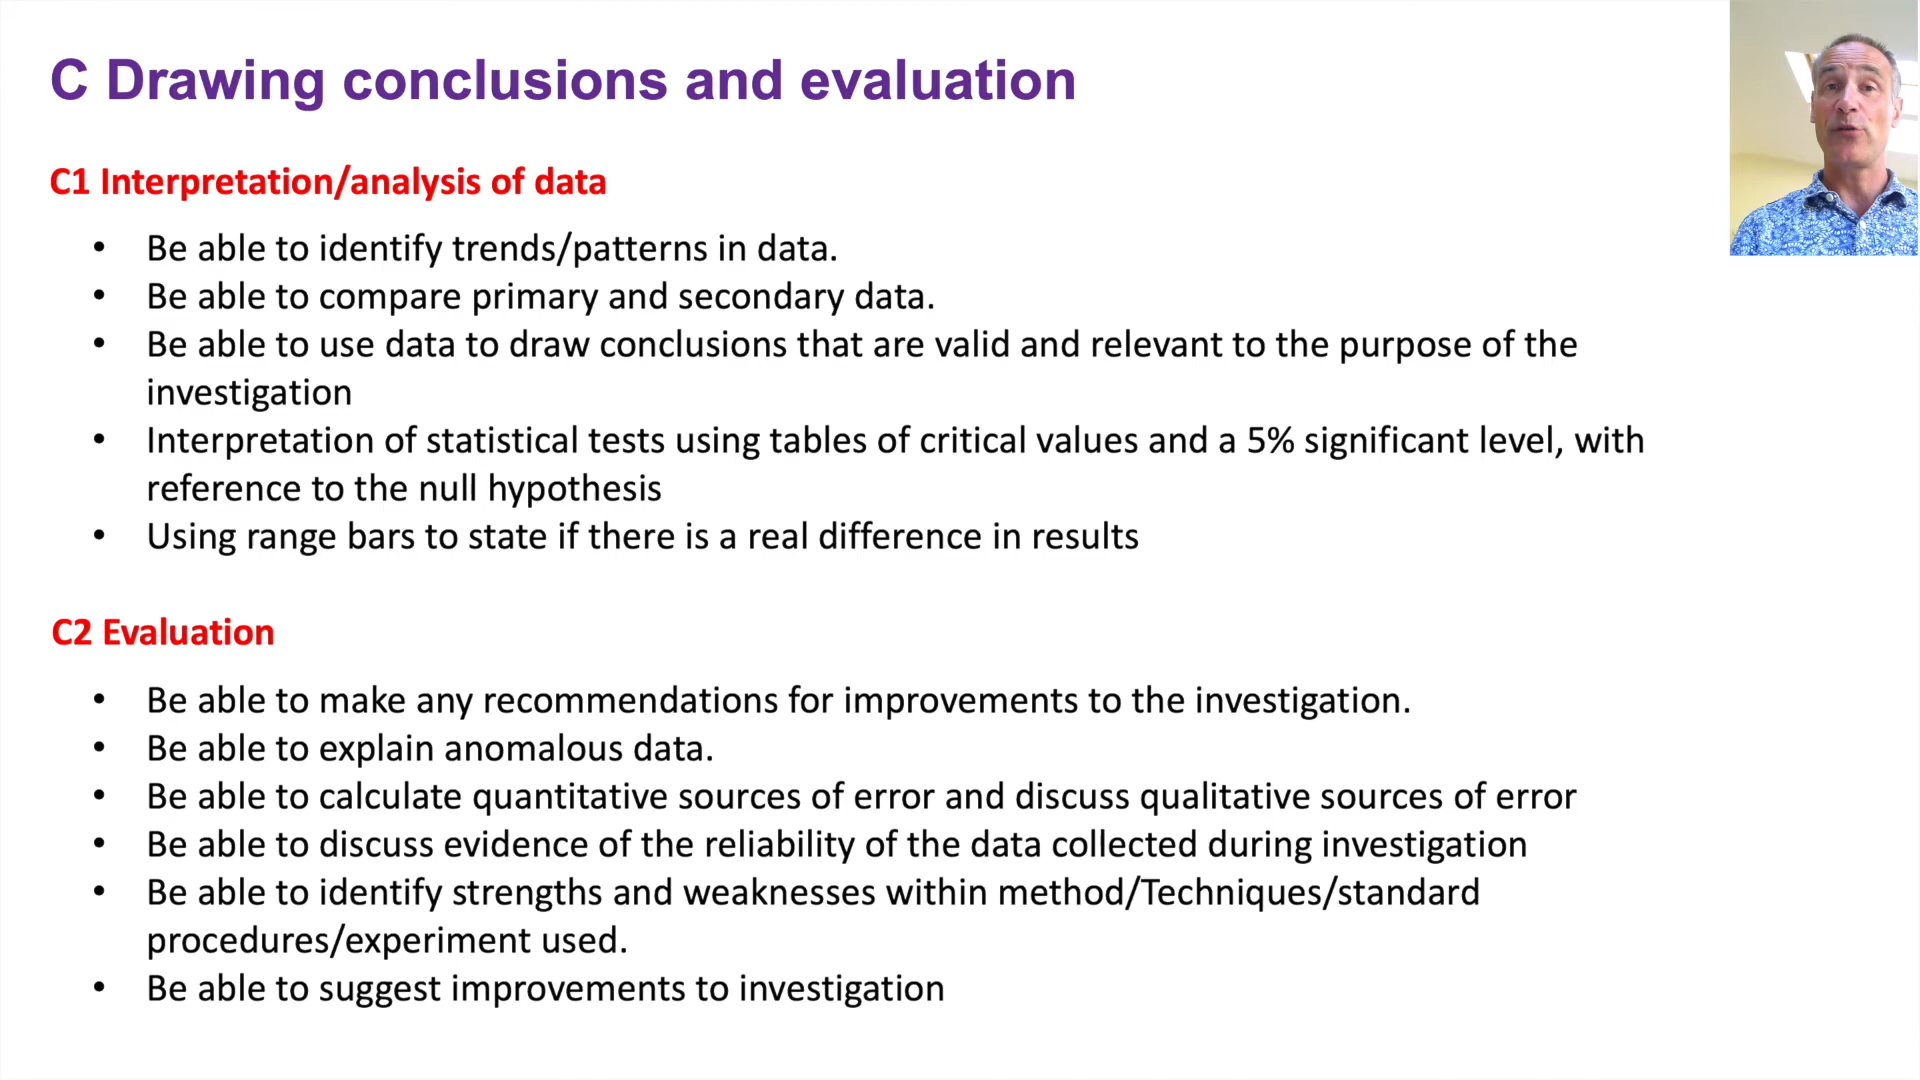 C Drawing conclusions and evaluation
C1 Interpretation/analysis of data
• Be able to identify trends/patterns in data.
• Be able to compare primary and secondary data.
• Be able to use data to draw conclusions that are valid and relevant to the purpose of the
investigation
• Interpretation of statistical tests using tables of critical values and a 5% significant level, with
reference to the null hypothesis
• Using range bars to state if there is a real difference in results
C2 Evaluation
• Be able to make any recommendations for improvements to the investigation.
• Be able to explain anomalous data.
• Be able to calculate quantitative sources of error and discuss qualitative sources of error
• Be able to discuss evidence of the reliability of the data collected during investigation
• Be able to identify strengths and weaknesses within method/Techniques/standard
procedures/experiment used.
• Be able to suggest improvements to investigation